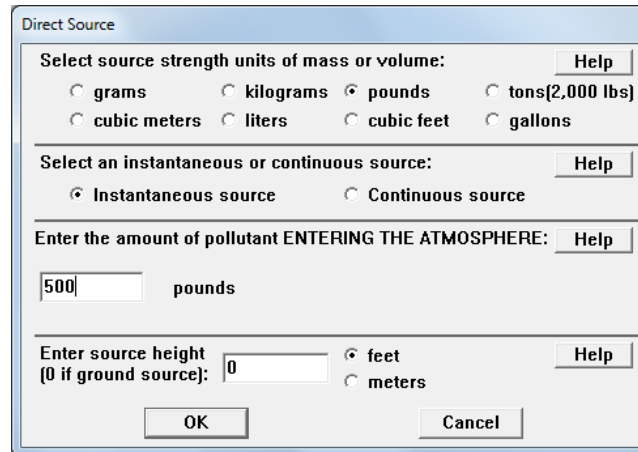 Direct Source
Select source strength units of mass or volume: Help
grams kilograms pounds tons(2,000 lbs)
cubic meters liters cubic feet gallons
Select an instantaneous or continuous source: Help
Instantaneous source Continuous source
Enter the amount of pollutant ENTERING THE ATMOSPHERE: Help
500 pounds
Enter source height feet Help
(0 if ground source): 0 meters
OK Cancel